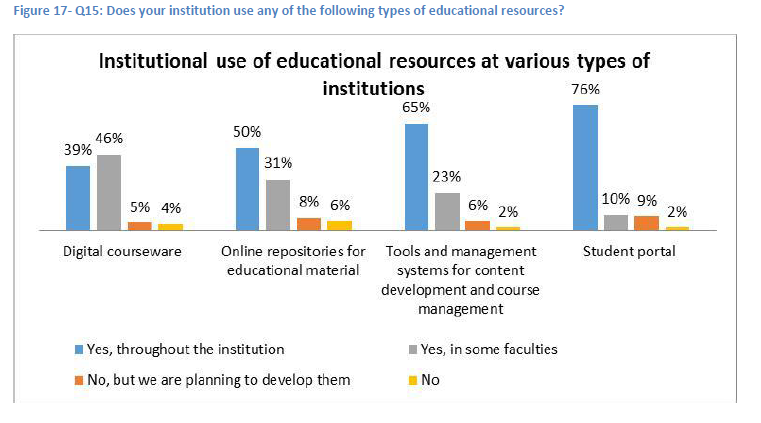 Figure 17- Q15: Does your institution use any of the following types of educational resources?
Institutional use of educational resources at various types of
institutions
39%
46%
5%
4%
50%
31%
8%
6%
65%
23%
6%
2%
76%
10%
9%
2%
Digital courseware
Online repositories for
educational material
Tools and management
systems for content
development and course
management
Student portal
Yes, throughout the institution
Yes, in some faculties
No, but we are planning to develop them
No